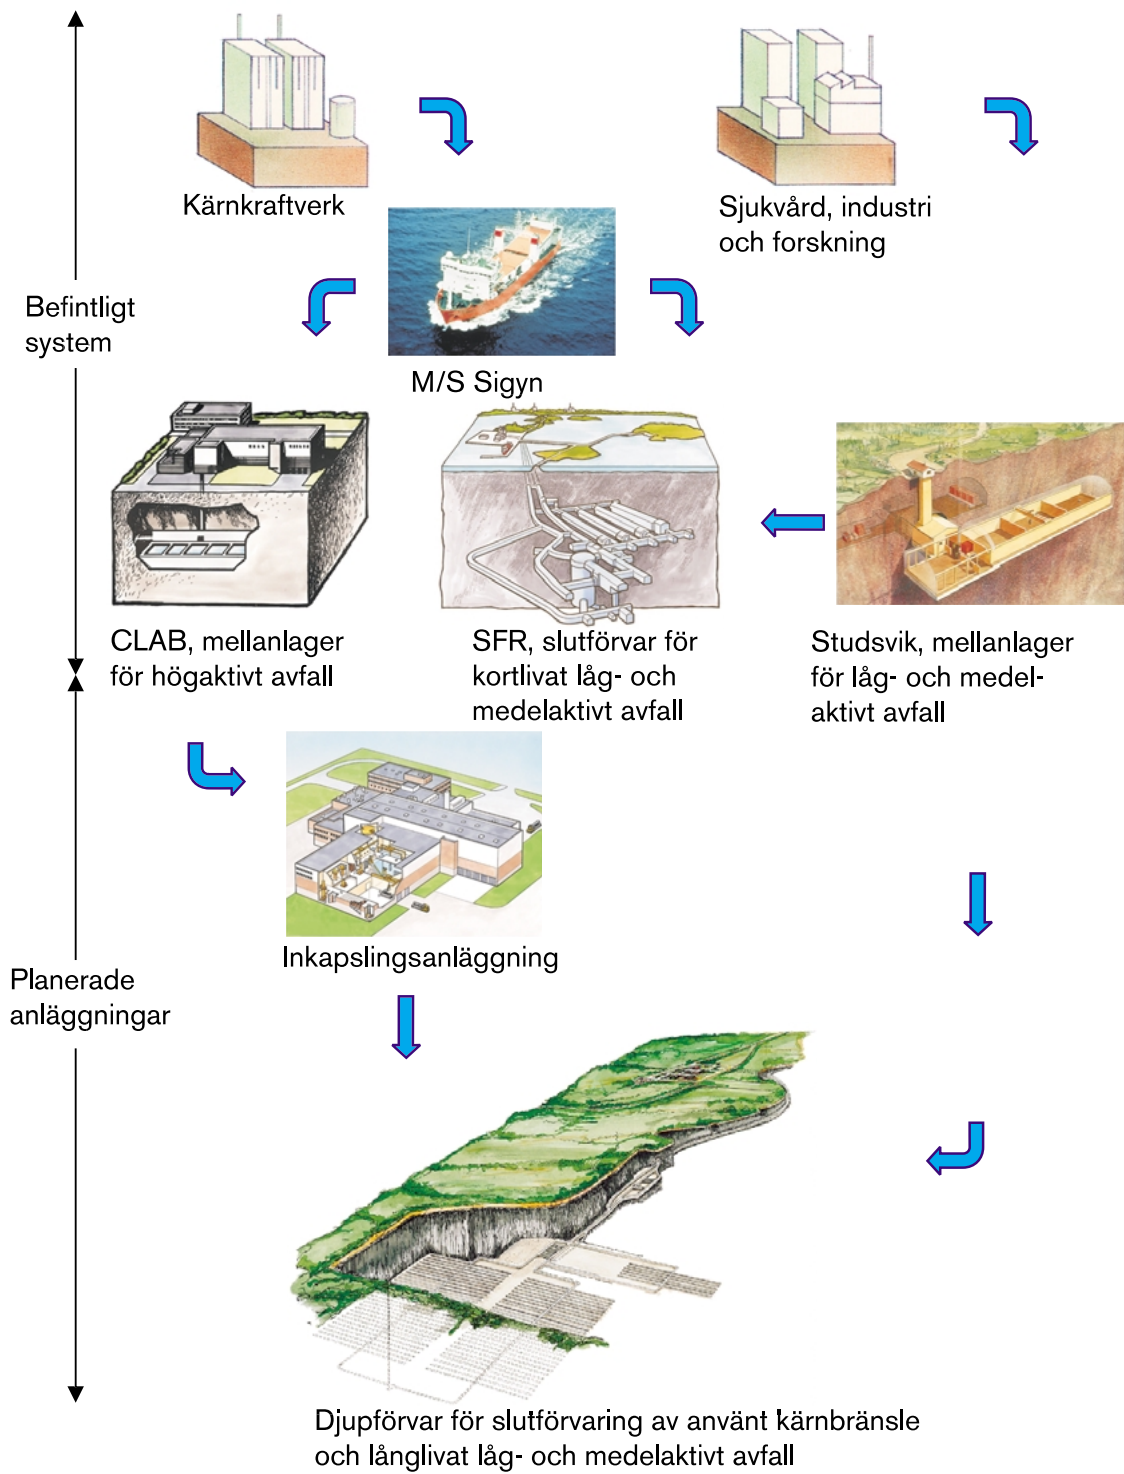 Kärnkraftverk
Sjukvård, industri
och forskning
Befintligt
system
M/S Sigyn
CLAB, mellanlager
för högaktivt avfall
SFR, slutförvar för
kortlivat låg- och
medelaktivt avfall
Studsvik, mellanlager
för låg- och medel-
aktivt avfall
Inkapslingsanläggning
Planerade
anläggningar
Djupförvar för slutförvaring av använt kärnbränsle
och långlivat låg- och medelaktivt avfall